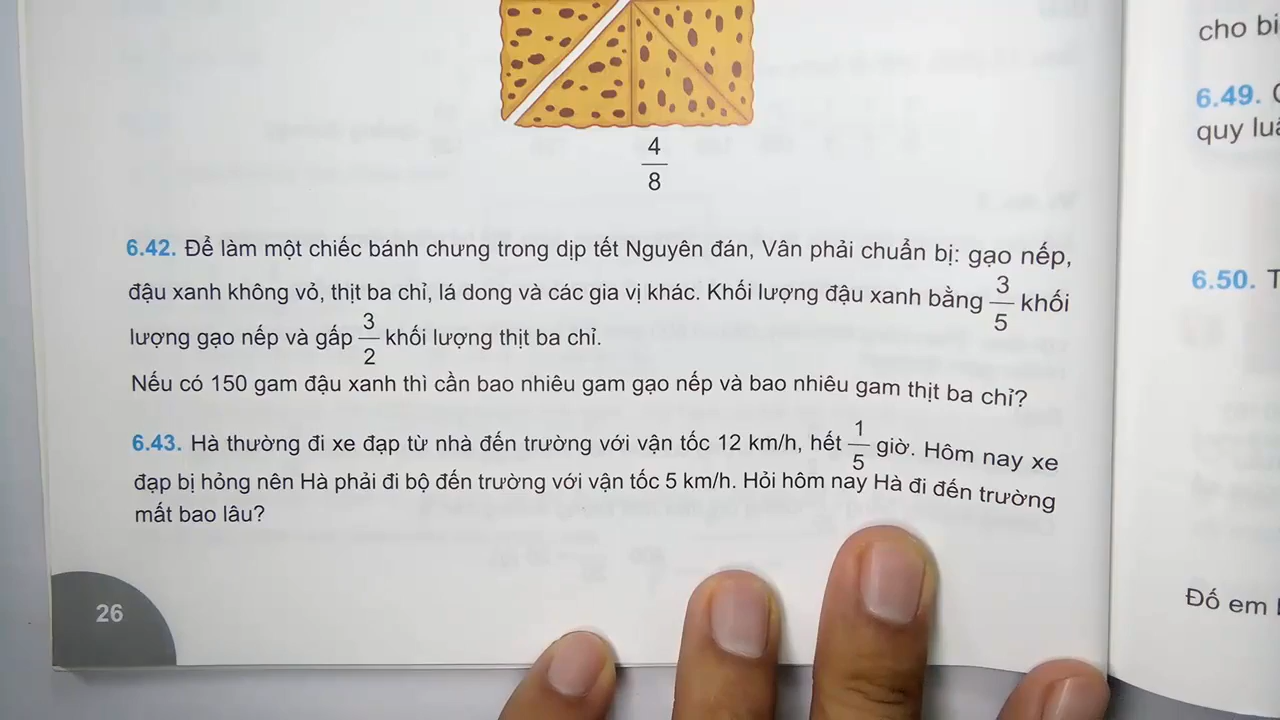 4
8
6.42. Để làm một chiếc bánh chưng trong dịp tết Nguyên đán, Vân phải chuẩn bị: gạo nếp,
đậu xanh không vỏ, thịt ba chỉ, lá dong và các gia vị khác. Khối lượng đậu xanh bằng 3/5 khối
lượng gạo nếp và gấp 3/2 khối lượng thịt ba chỉ.
Nếu có 150 gam đậu xanh thì cần bao nhiêu gam gạo nếp và bao nhiêu gam thịt ba chỉ?
6.43. Hà thường đi xe đạp từ nhà đến trường với vận tốc 12 km/h, hết 1/5 giờ. Hôm nay xe
đạp bị hỏng nên Hà phải đi bộ đến trường với vận tốc 5 km/h. Hỏi hôm nay Hà đi đến trường
mất bao lâu?
26
cho
6.49.
quy
6.50.
Đố em